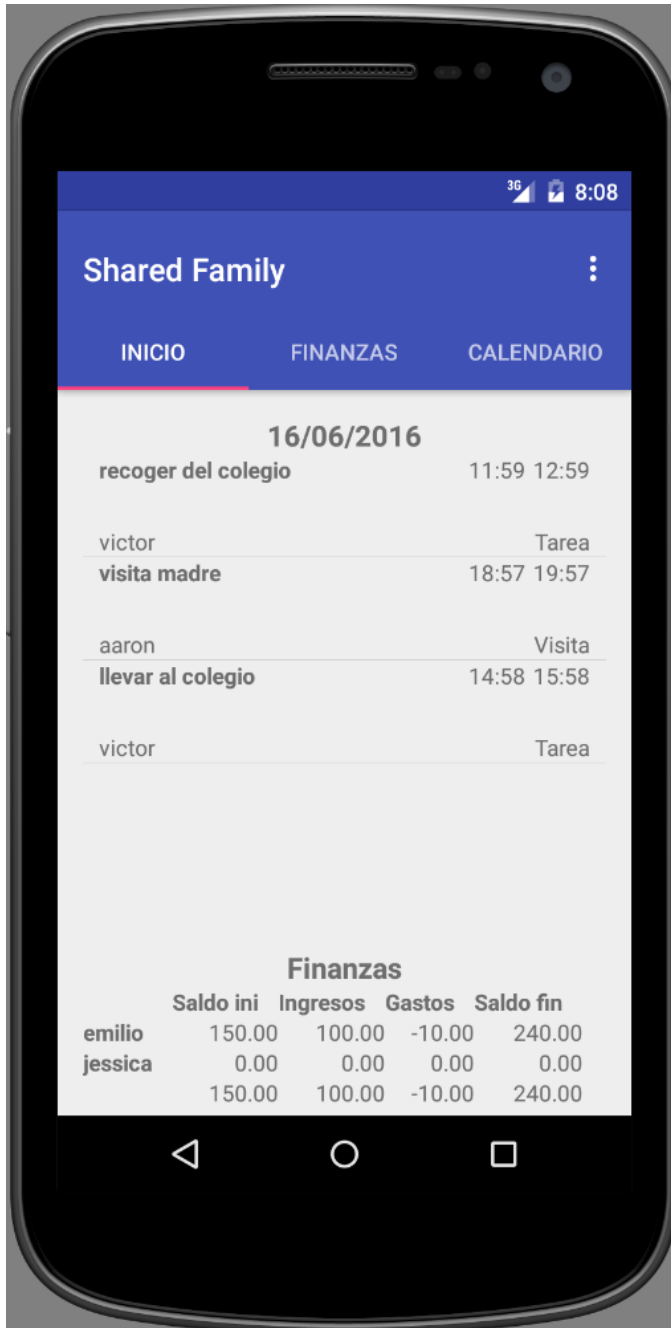 3G 8:08
Shared Family
INICIO FINANZAS CALENDARIO
16/06/2016
recoger del colegio 11:59 12:59
victor Tarea
visita madre 18:57 19:57
aaron Visita
llevar al colegio 14:58 15:58
victor Tarea
Finanzas
Saldo ini Ingresos Gastos Saldo fin
emilio 150.00 100.00 -10.00 240.00
jessica 0.00 0.00 0.00 0.00
150.00 100.00 -10.00 240.00